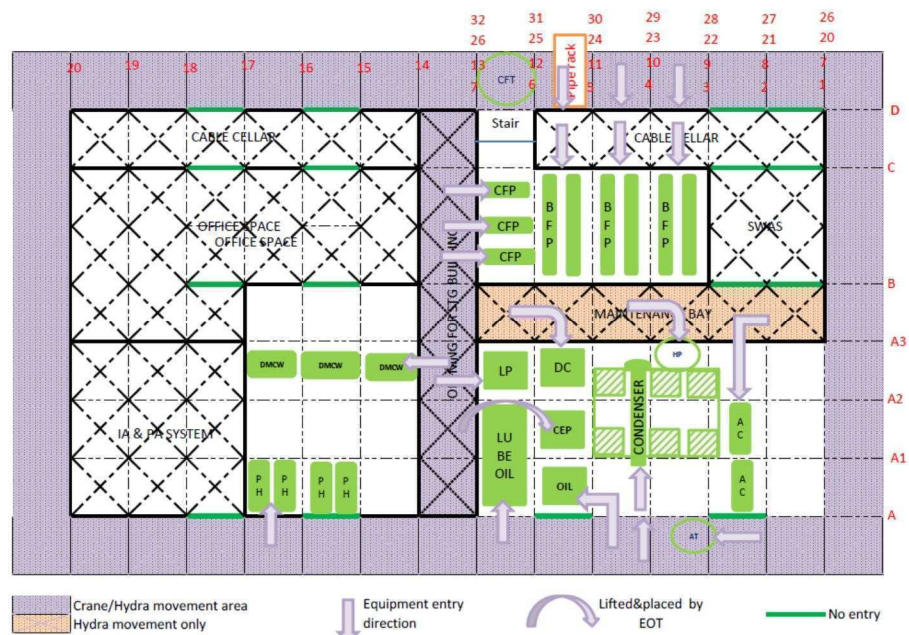 32 31 30 29 28 27 26
26 25 24 23 22 21 20
20 19 18 17 16 15 14 13 12 11 10 9 8 7
7 6 5 4 3 2 1
CFT
Piperack
D
Stair
CABLE CELLAR
CABLE CELLAR
C
CFP
CFP
CFP
BFP
BFP
BFP
OFFICE SPACE
OFFICE SPACE
SWAS
OPENING FOR STG BUILDING
B
MAINTENANCE BAY
A3
HP
DMCW
DMCW
DMCW
LP
DC
CONDENSER
A2
IA & PA SYSTEM
LU
BE
OIL
CEP
AC
A1
PH
PH
PH
PH
OIL
AC
A
AT
Crane/Hydra movement area
Hydra movement only
Equipment entry
direction
Lifted&placed by
EOT
No entry